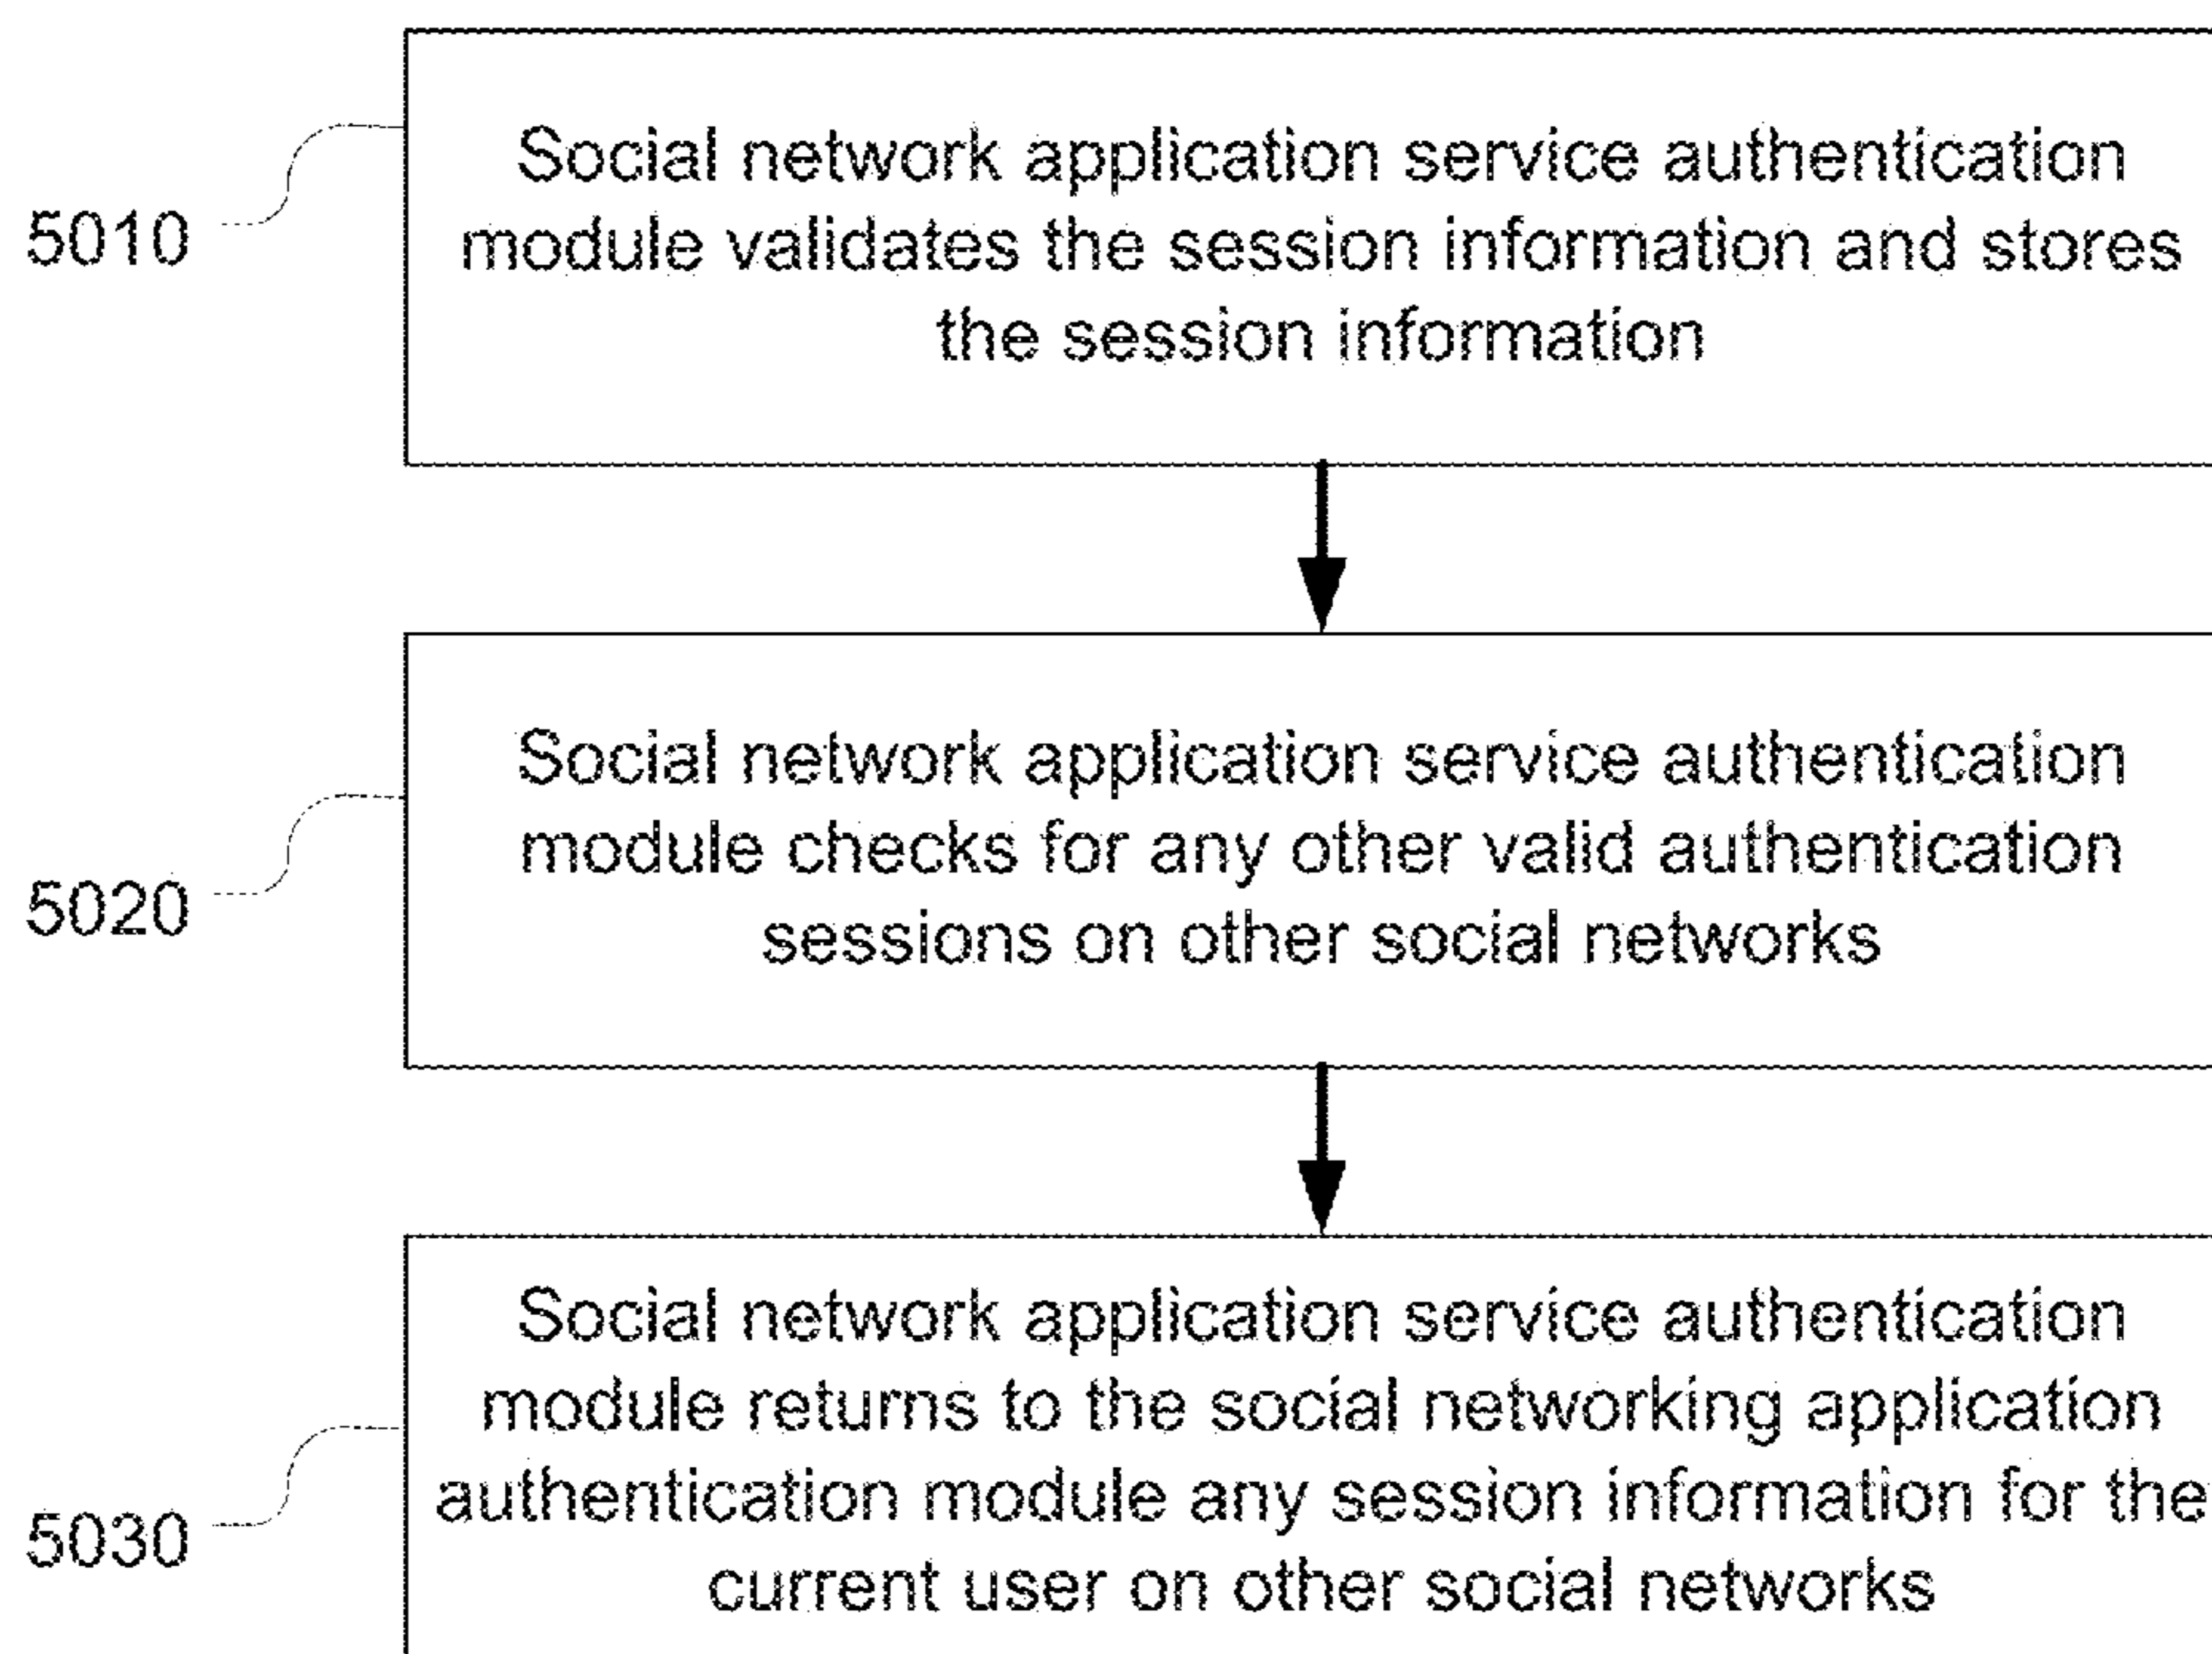 Social network application service authentication
module validates the session information and stores
the session information
5010
Social network application service authentication
module checks for any other valid authentication
sessions on other social networks
5020
Social network application service authentication
module returns to the social networking application
authentication module any session information for the
current user on other social networks
5030